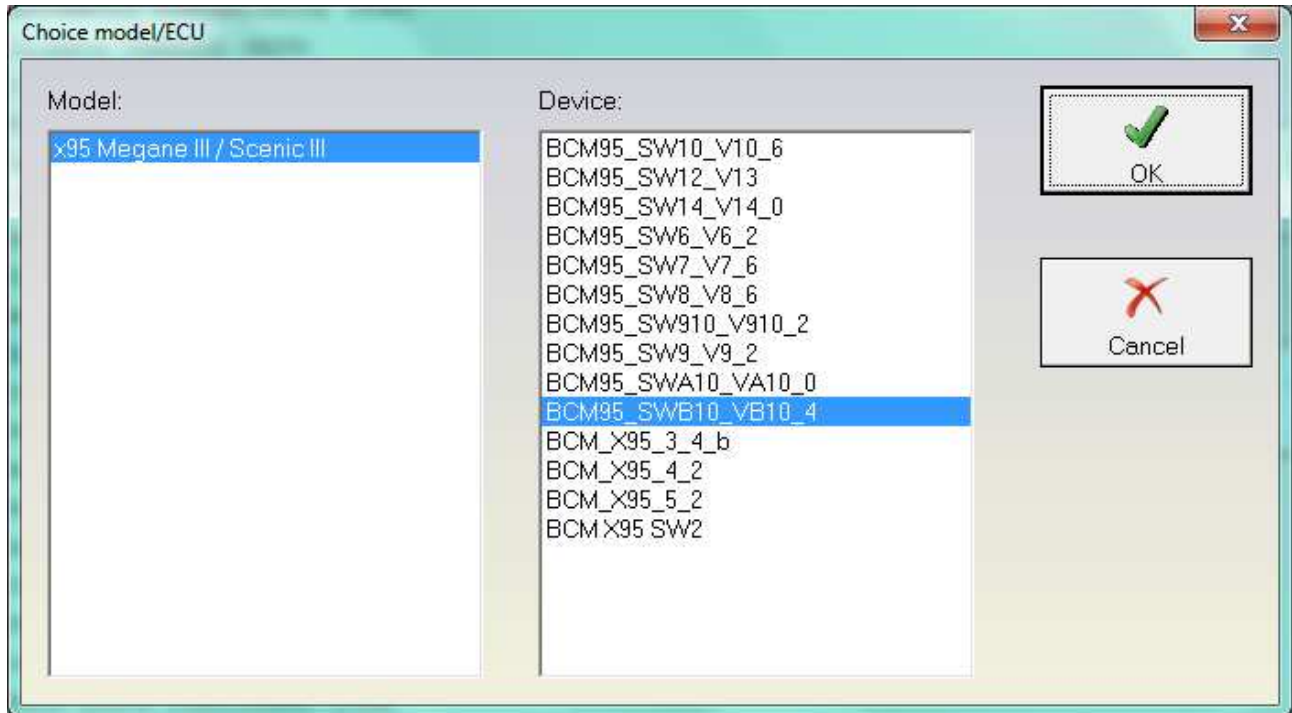 Choice model/ECU
Model:
x95 Megane III / Scenic III
Device:
BCM95_SW10_V10_6
BCM95_SW12_V13
BCM95_SW14_V14_0
BCM95_SW6_V6_2
BCM95_SW7_V7_6
BCM95_SW8_V8_6
BCM95_SW910_V910_2
BCM95_SW9_V9_2
BCM95_SWA10_VA10_0
BCM95_SWB10_VB10_4
BCM_X95_3_4_b
BCM_X95_4_2
BCM_X95_5_2
BCM X95 SW2
OK
Cancel